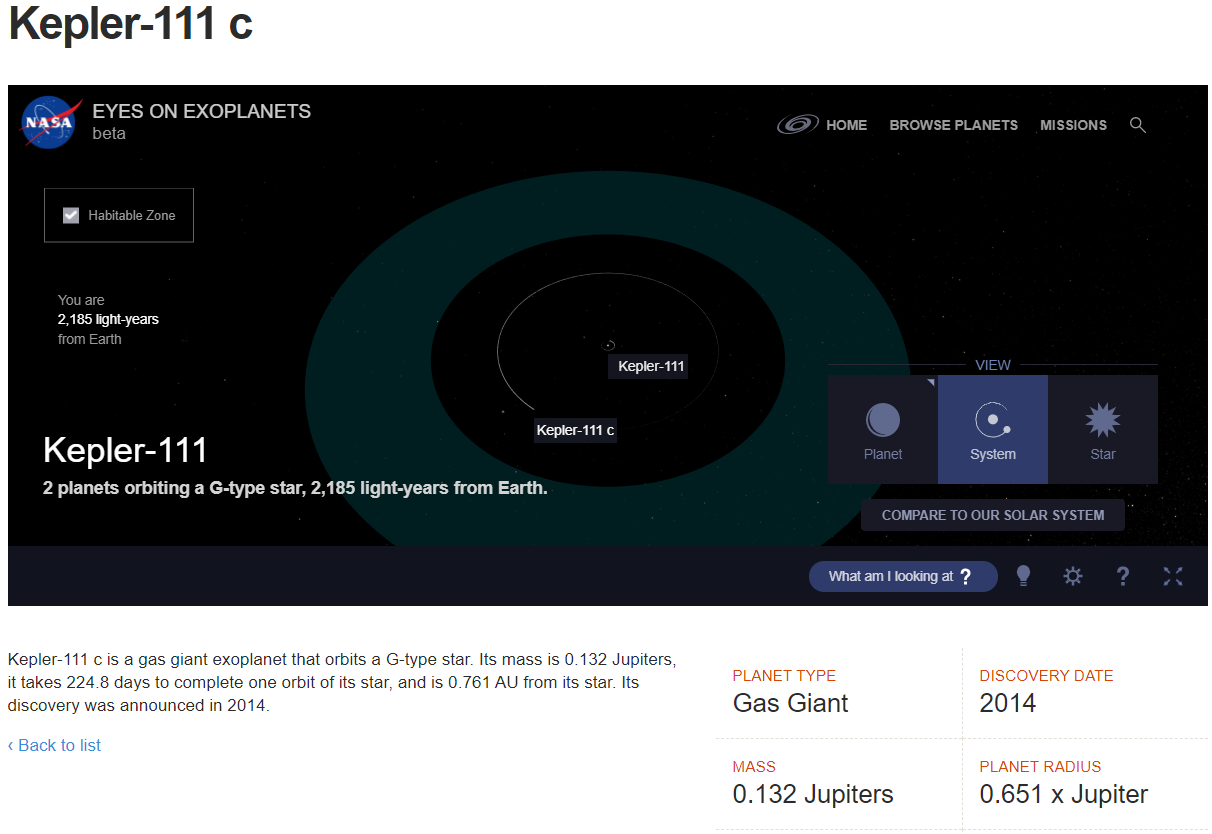 Kepler-111 c
NASA
EYES ON EXOPLANETS
beta
HOME BROWSE PLANETS MISSIONS
Habitable Zone
You are
2,185 light-years
from Earth
Kepler-111
Kepler-111 c
VIEW
Planet System Star
COMPARE TO OUR SOLAR SYSTEM
Kepler-111
2 planets orbiting a G-type star, 2,185 light-years from Earth.
What am I looking at ?
?
Kepler-111 c is a gas giant exoplanet that orbits a G-type star. Its mass is 0.132 Jupiters,
it takes 224.8 days to complete one orbit of its star, and is 0.761 AU from its star. Its
discovery was announced in 2014.
‹ Back to list
PLANET TYPE
Gas Giant
DISCOVERY DATE
2014
MASS
0.132 Jupiters
PLANET RADIUS
0.651 x Jupiter